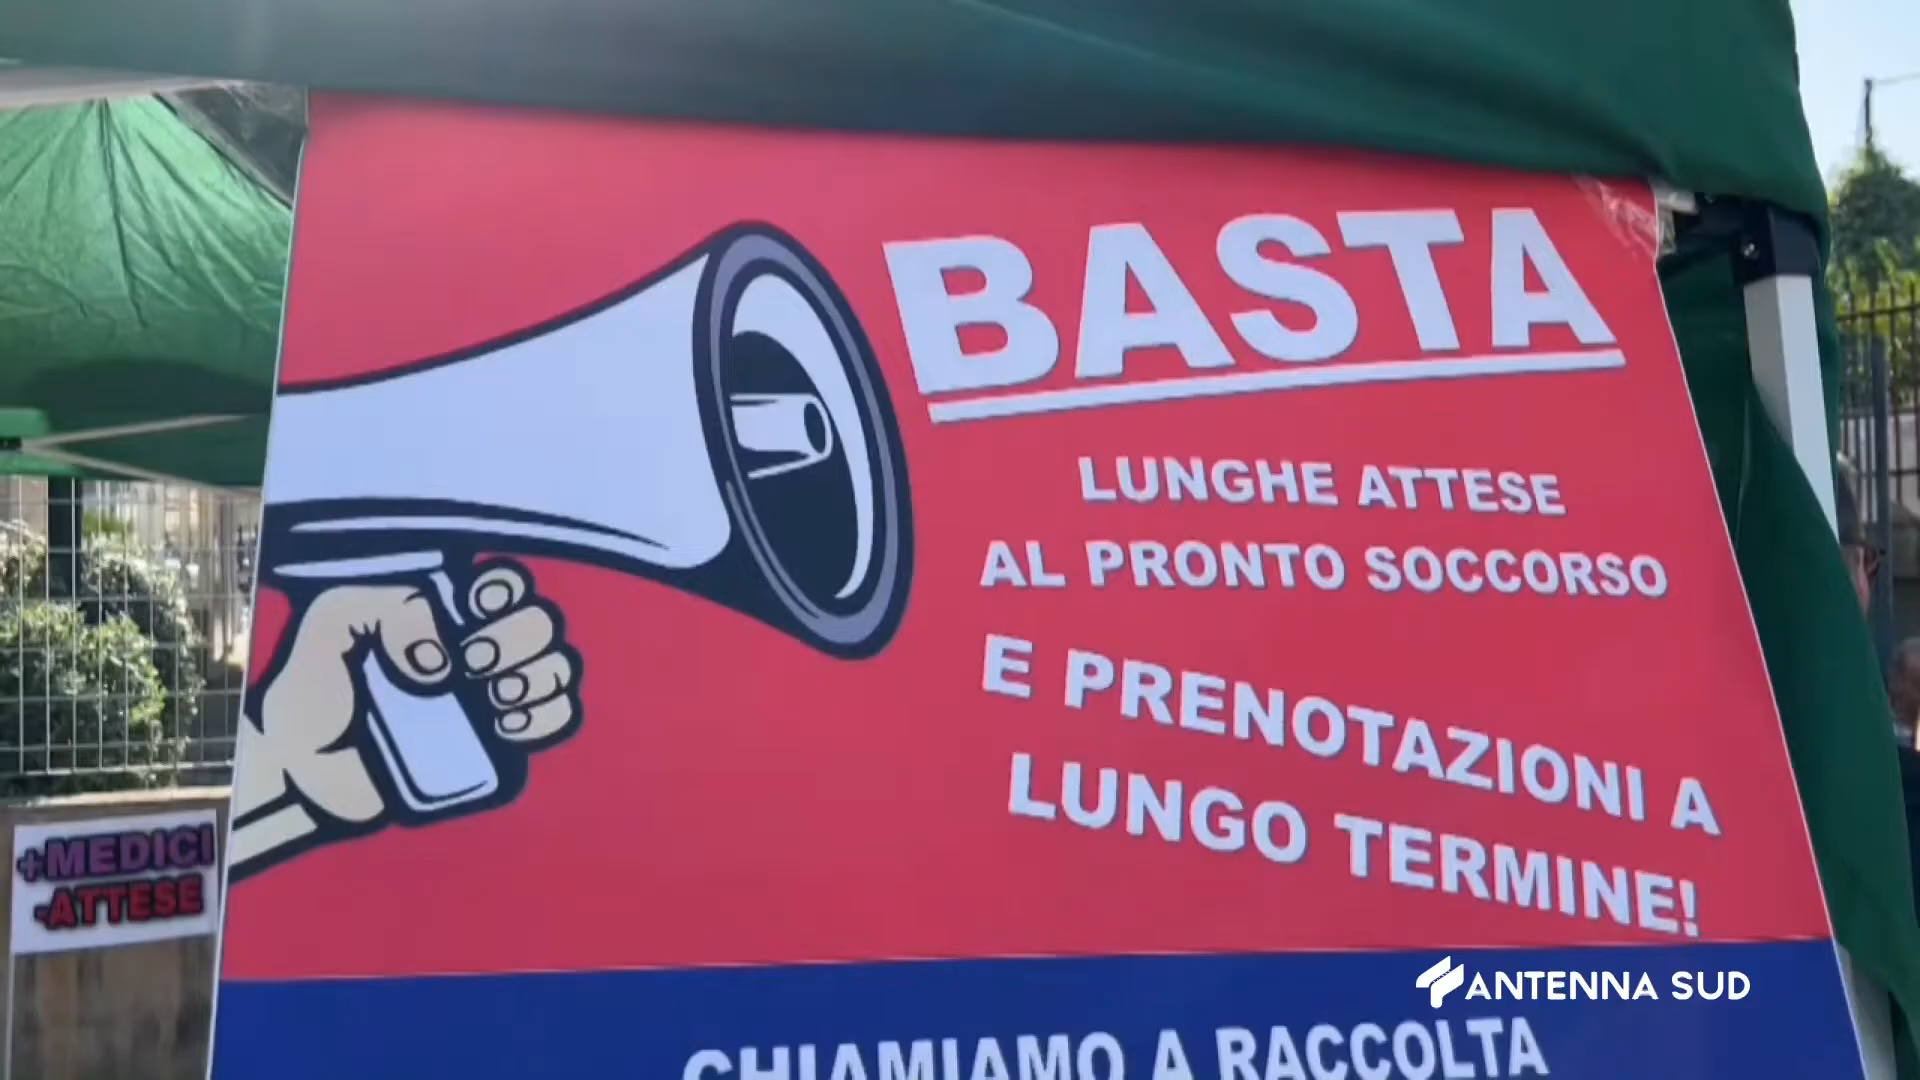 BASTA
LUNGHE ATTESE
AL PRONTO SOCCORSO
E PRENOTAZIONI A
LUNGO TERMINE!
+MEDICI
-ATTESE
ANTENNA SUD
CHIAMIAMO A RACCOLTA